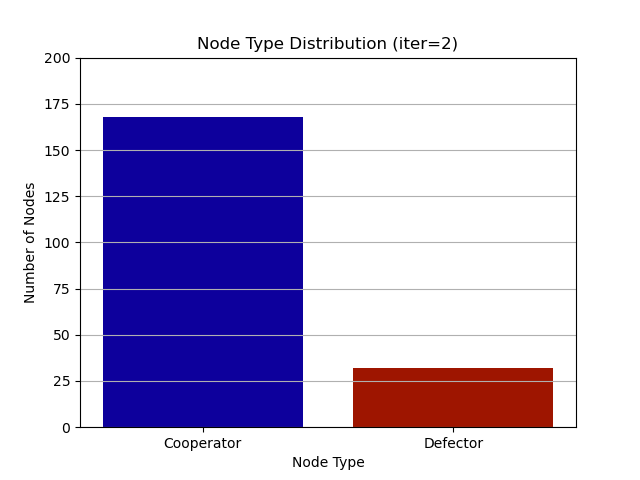 Node Type Distribution (iter=2)
200
175
150
125
100
75
50
25
0
Number of Nodes
Cooperator
Defector
Node Type